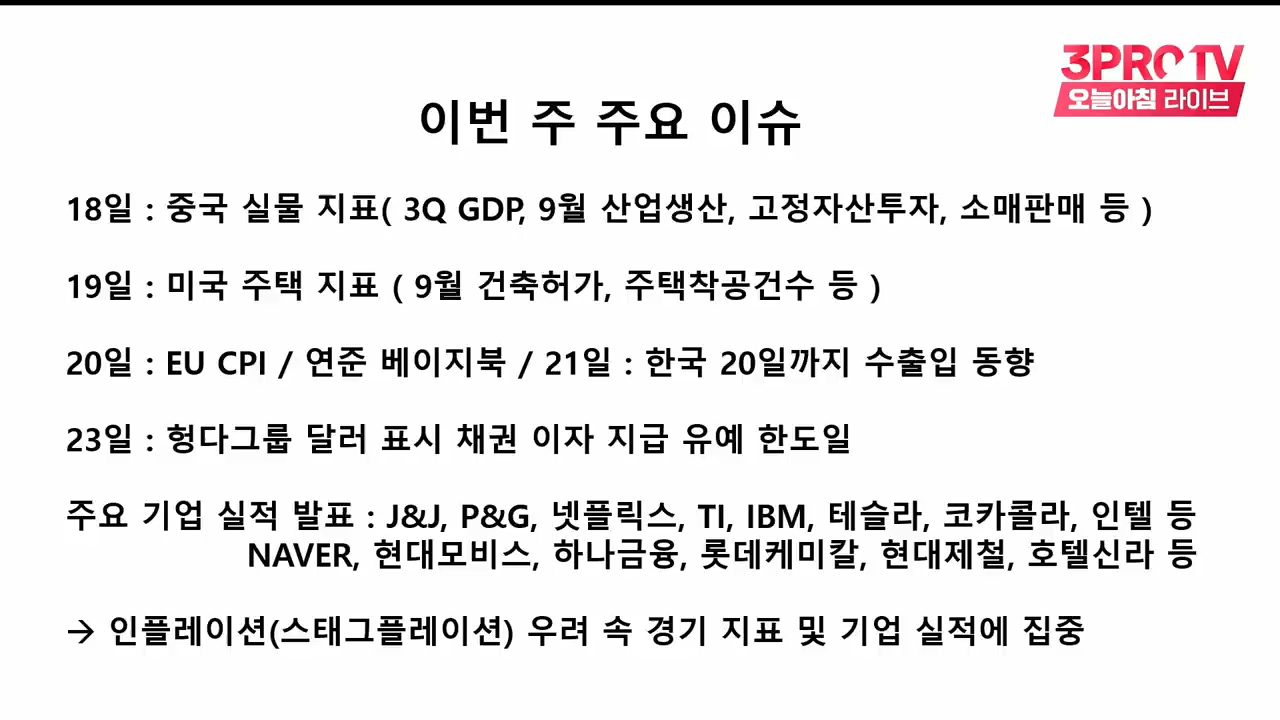 3PRO TV
오늘아침 라이브
이번 주 주요 이슈
18일 : 중국 실물 지표( 3Q GDP, 9월 산업생산, 고정자산투자, 소매판매 등 )
19일 : 미국 주택 지표 ( 9월 건축허가, 주택착공건수 등 )
20일 : EU CPI / 연준 베이지북 / 21일 : 한국 20일까지 수출입 동향
23일 : 헝다그룹 달러 표시 채권 이자 지급 유예 한도일
주요 기업 실적 발표 : J&J, P&G, 넷플릭스, TI, IBM, 테슬라, 코카콜라, 인텔 등
NAVER, 현대모비스, 하나금융, 롯데케미칼, 현대제철, 호텔신라 등
→ 인플레이션(스태그플레이션) 우려 속 경기 지표 및 기업 실적에 집중